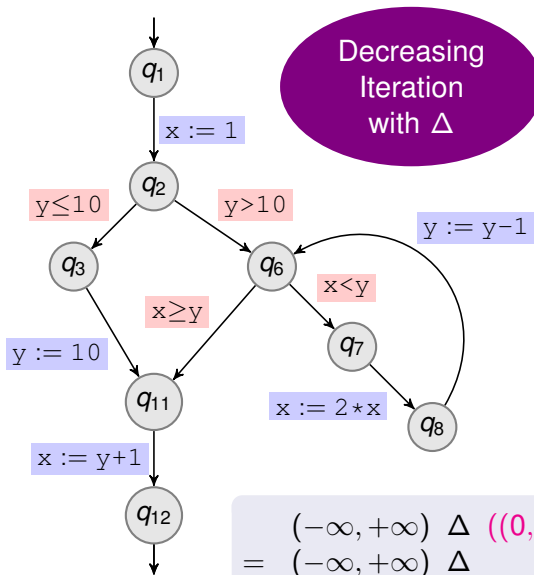 Decreasing
Iteration
with Δ
q1
x := 1
q2
y≤10
y>10
y := y-1
q3
q6
x<y
x≥y
q7
y := 10
x := 2*x
q11
q8
x := y+1
q12
(−∞, +∞) Δ ((0,
= (−∞, +∞) Δ